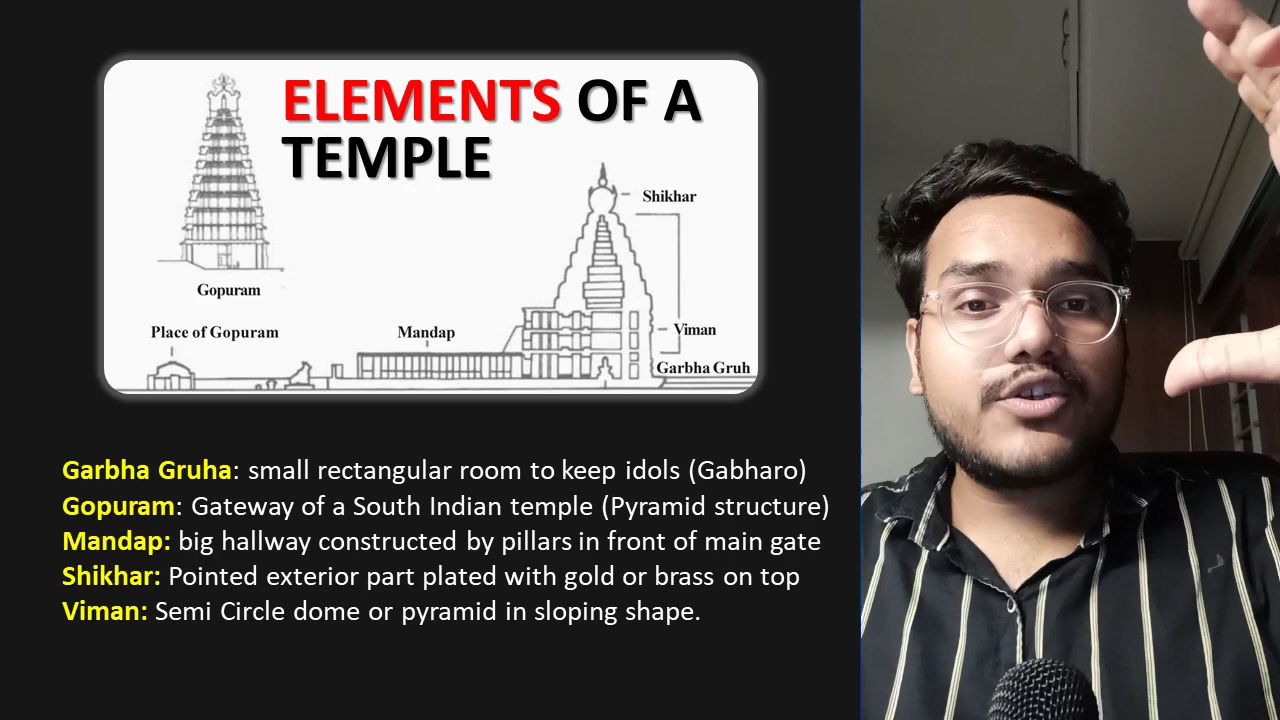 ELEMENTS OF A
TEMPLE
Shikhar
Gopuram
Place of Gopuram
Mandap
Viman
Garbha Gruh
Garbha Gruha: small rectangular room to keep idols (Gabharo)
Gopuram: Gateway of a South Indian temple (Pyramid structure)
Mandap: big hallway constructed by pillars in front of main gate
Shikhar: Pointed exterior part plated with gold or brass on top
Viman: Semi Circle dome or pyramid in sloping shape.